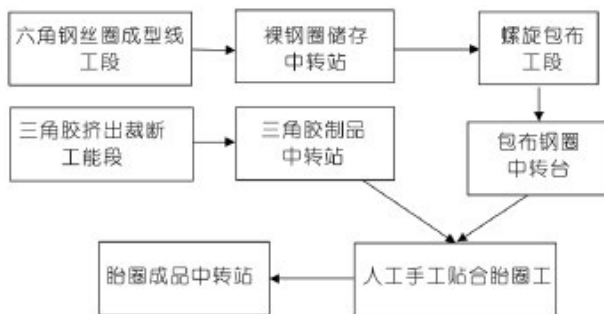 六角钢丝圈成型线
工段
裸钢圈储存
中转站
螺旋包布
工段
三角胶挤出裁断
工能段
三角胶制品
中转站
包布钢圈
中转台
胎圈成品中转站
人工手工贴合胎圈工